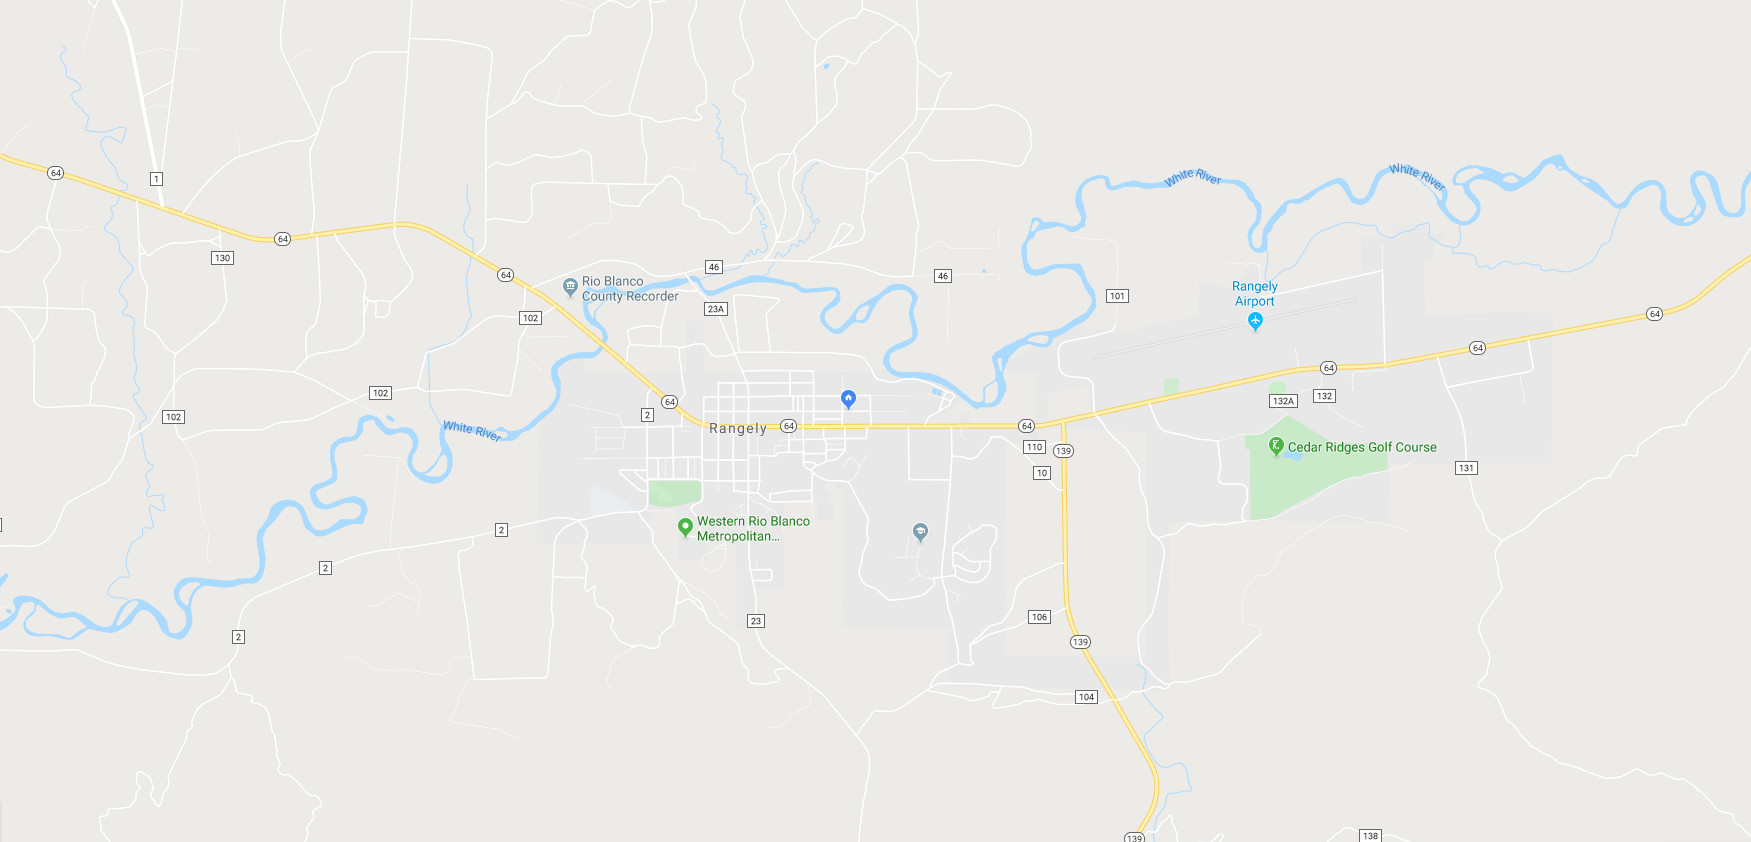 White River
White River
64
1
64
130
46
64
46
Rio Blanco
County Recorder
Rangely
Airport
101
23A
102
64
64
64
64
102
132
132A
64
102
2
Rangely
64
64
White River
110
139
Cedar Ridges Golf Course
10
131
2
Western Rio Blanco
Metropolitan...
2
106
23
2
139
104
139
138